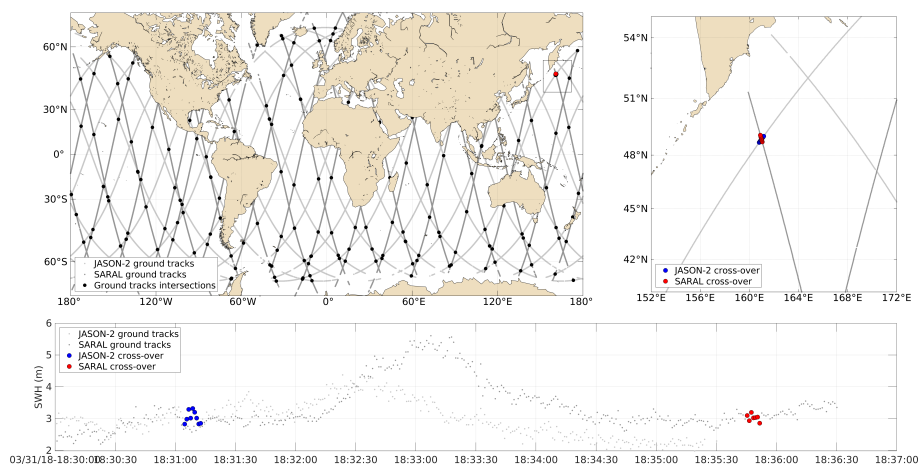 60°N
30°N
0°
30°S
60°S
JASON-2 ground tracks
SARAL ground tracks
Ground tracks intersections
180° 120°W 60°W 0° 60°E 120°E 180°
54°N
51°N
48°N
45°N
42°N
JASON-2 cross-over
SARAL cross-over
152°E 156°E 160°E 164°E 168°E 172°E
6
5
4
3
2
SWH (m)
JASON-2 ground tracks
SARAL ground tracks
JASON-2 cross-over
SARAL cross-over
03/31/18-18:30:00 18:30:30 18:31:00 18:31:30 18:32:00 18:32:30 18:33:00 18:33:30 18:34:00 18:34:30 18:35:00 18:35:30 18:36:00 18:36:30 18:37:00